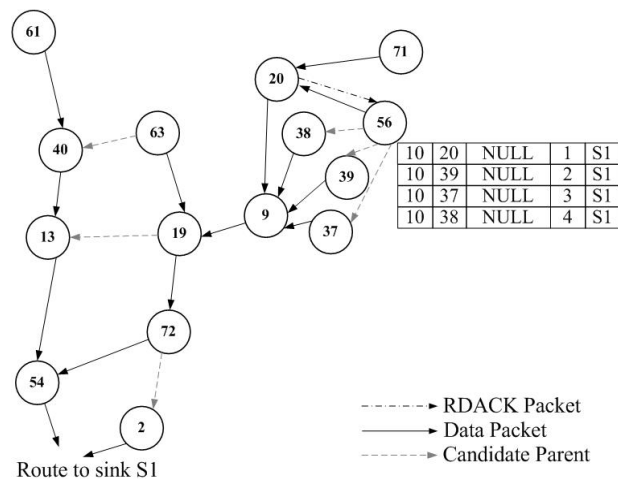 61
71
20
56
63
38
40
10 20 NULL 1 S1
10 39 NULL 2 S1
10 37 NULL 3 S1
10 38 NULL 4 S1
39
9
37
13
19
72
54
2
RDACK Packet
Data Packet
Candidate Parent
Route to sink S1